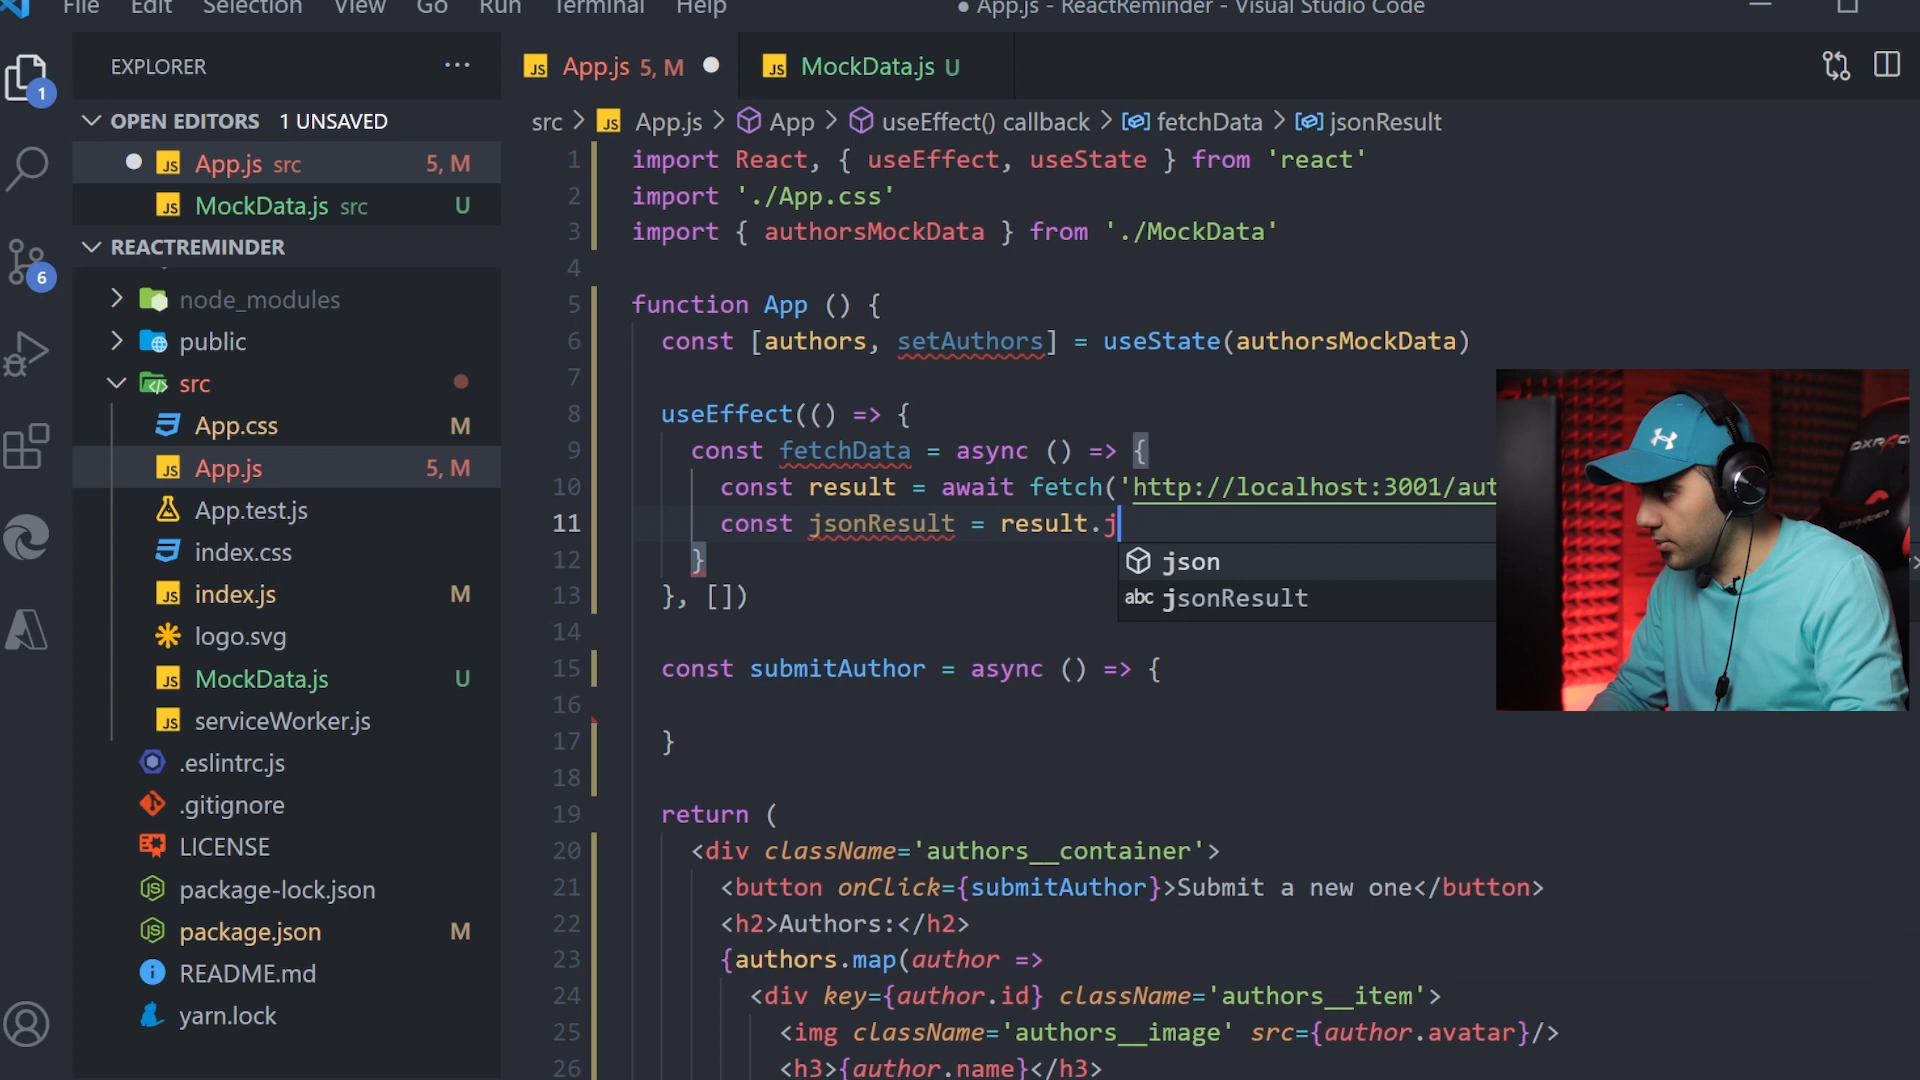 File Edit Selection View Go Run Terminal Help
● App.js - ReactReminder - Visual Studio Code
EXPLORER ···
1
OPEN EDITORS 1 UNSAVED
App.js src 5, M
MockData.js src U
6
REACTREMINDER
node_modules
public
src
App.css M
App.js 5, M
App.test.js
index.css
index.js M
logo.svg
MockData.js U
serviceWorker.js
.eslintrc.js
.gitignore
LICENSE
package-lock.json
package.json M
README.md
yarn.lock
JS App.js 5, M
JS MockData.js U
src > JS App.js > App > useEffect() callback > fetchData > jsonResult
1 import React, { useEffect, useState } from 'react'
2 import './App.css'
3 import { authorsMockData } from './MockData'
4
5 function App () {
6 const [authors, setAuthors] = useState(authorsMockData)
7
8 useEffect(() => {
9 const fetchData = async () => {
10 const result = await fetch('http://localhost:3001/aut
11 const jsonResult = result.j
12 }
13 }, [])
14
15 const submitAuthor = async () => {
16
17 }
18
19 return (
20 <div className='authors__container'>
21 <button onClick={submitAuthor}>Submit a new one</button>
22 <h2>Authors:</h2>
23 {authors.map(author =>
24 <div key={author.id} className='authors__item'>
25 <img className='authors__image' src={author.avatar}/>
26 <h3>{author.name}</h3>
json
abc jsonResult